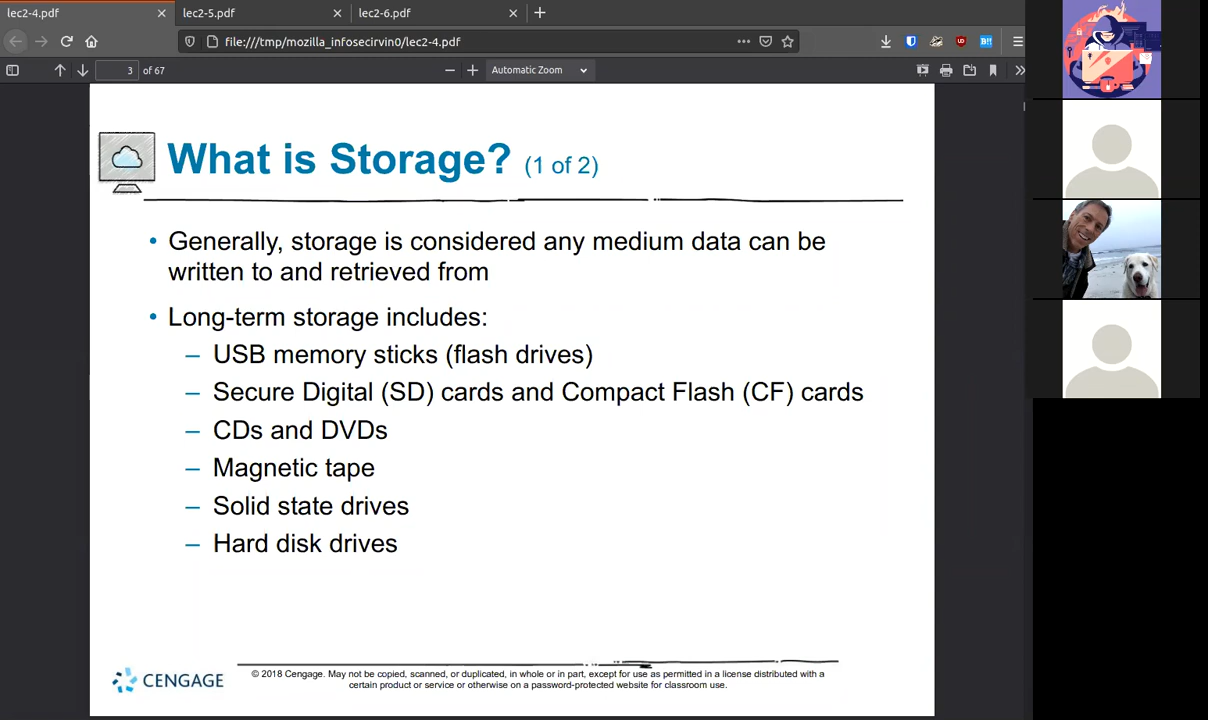 lec2-4.pdf
lec2-5.pdf
lec2-6.pdf
file:///tmp/mozilla_infosecirvin0/lec2-4.pdf
3 of 67
Automatic Zoom
What is Storage? (1 of 2)
• Generally, storage is considered any medium data can be
written to and retrieved from
• Long-term storage includes:
– USB memory sticks (flash drives)
– Secure Digital (SD) cards and Compact Flash (CF) cards
– CDs and DVDs
– Magnetic tape
– Solid state drives
– Hard disk drives
CENGAGE
© 2018 Cengage. May not be copied, scanned, or duplicated, in whole or in part, except for use as permitted in a license distributed with a
certain product or service or otherwise on a password-protected website for classroom use.